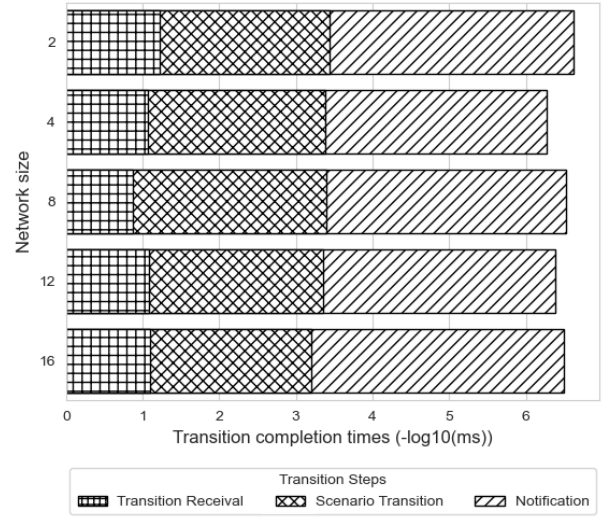 Network size
2
4
8
12
16
0 1 2 3 4 5 6
Transition completion times (-log10(ms))
Transition Steps
Transition Receival Scenario Transition Notification